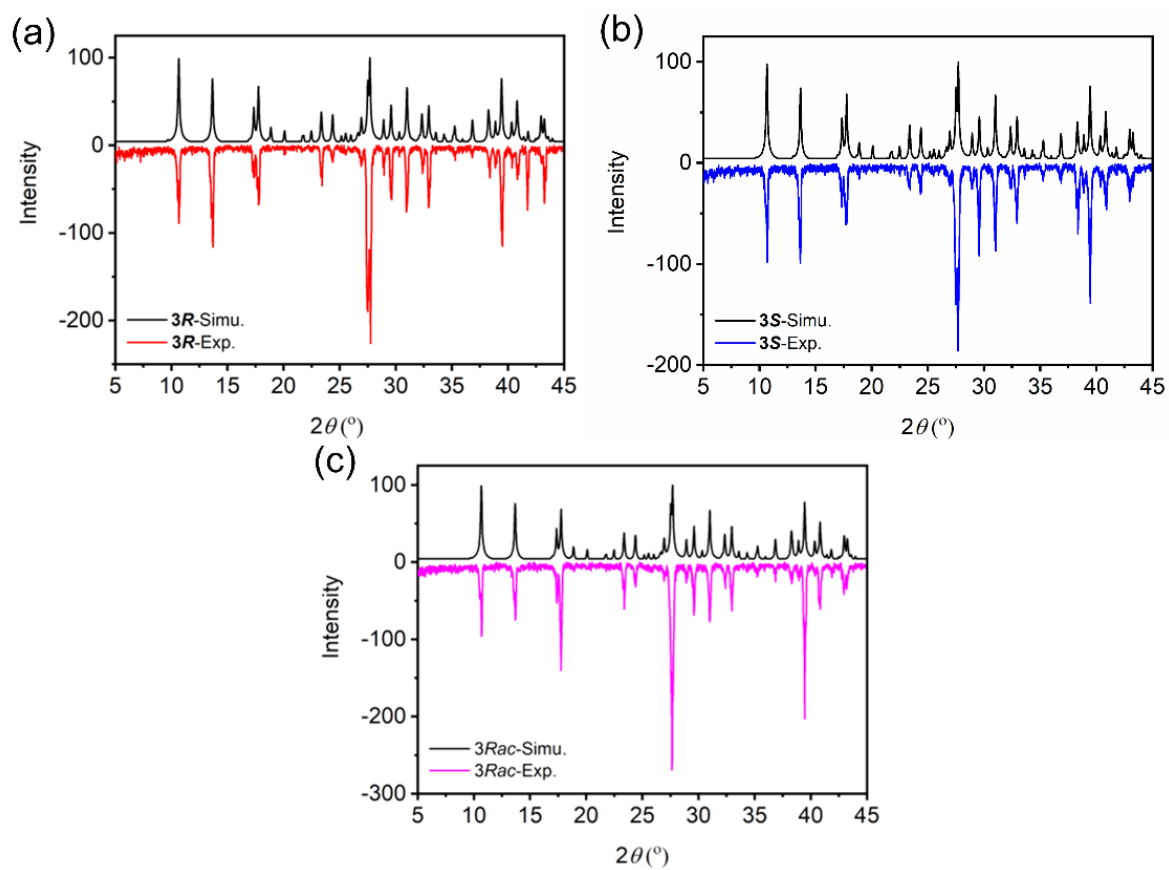 (a)
Intensity
100
0
-100
-200
3R-Simu.
3R-Exp.
5 10 15 20 25 30 35 40 45
2θ (°)
(b)
Intensity
100
0
-100
-200
3S-Simu.
3S-Exp.
5 10 15 20 25 30 35 40 45
2θ (°)
(c)
Intensity
100
0
-100
-200
-300
3Rac-Simu.
3Rac-Exp.
5 10 15 20 25 30 35 40 45
2θ (°)